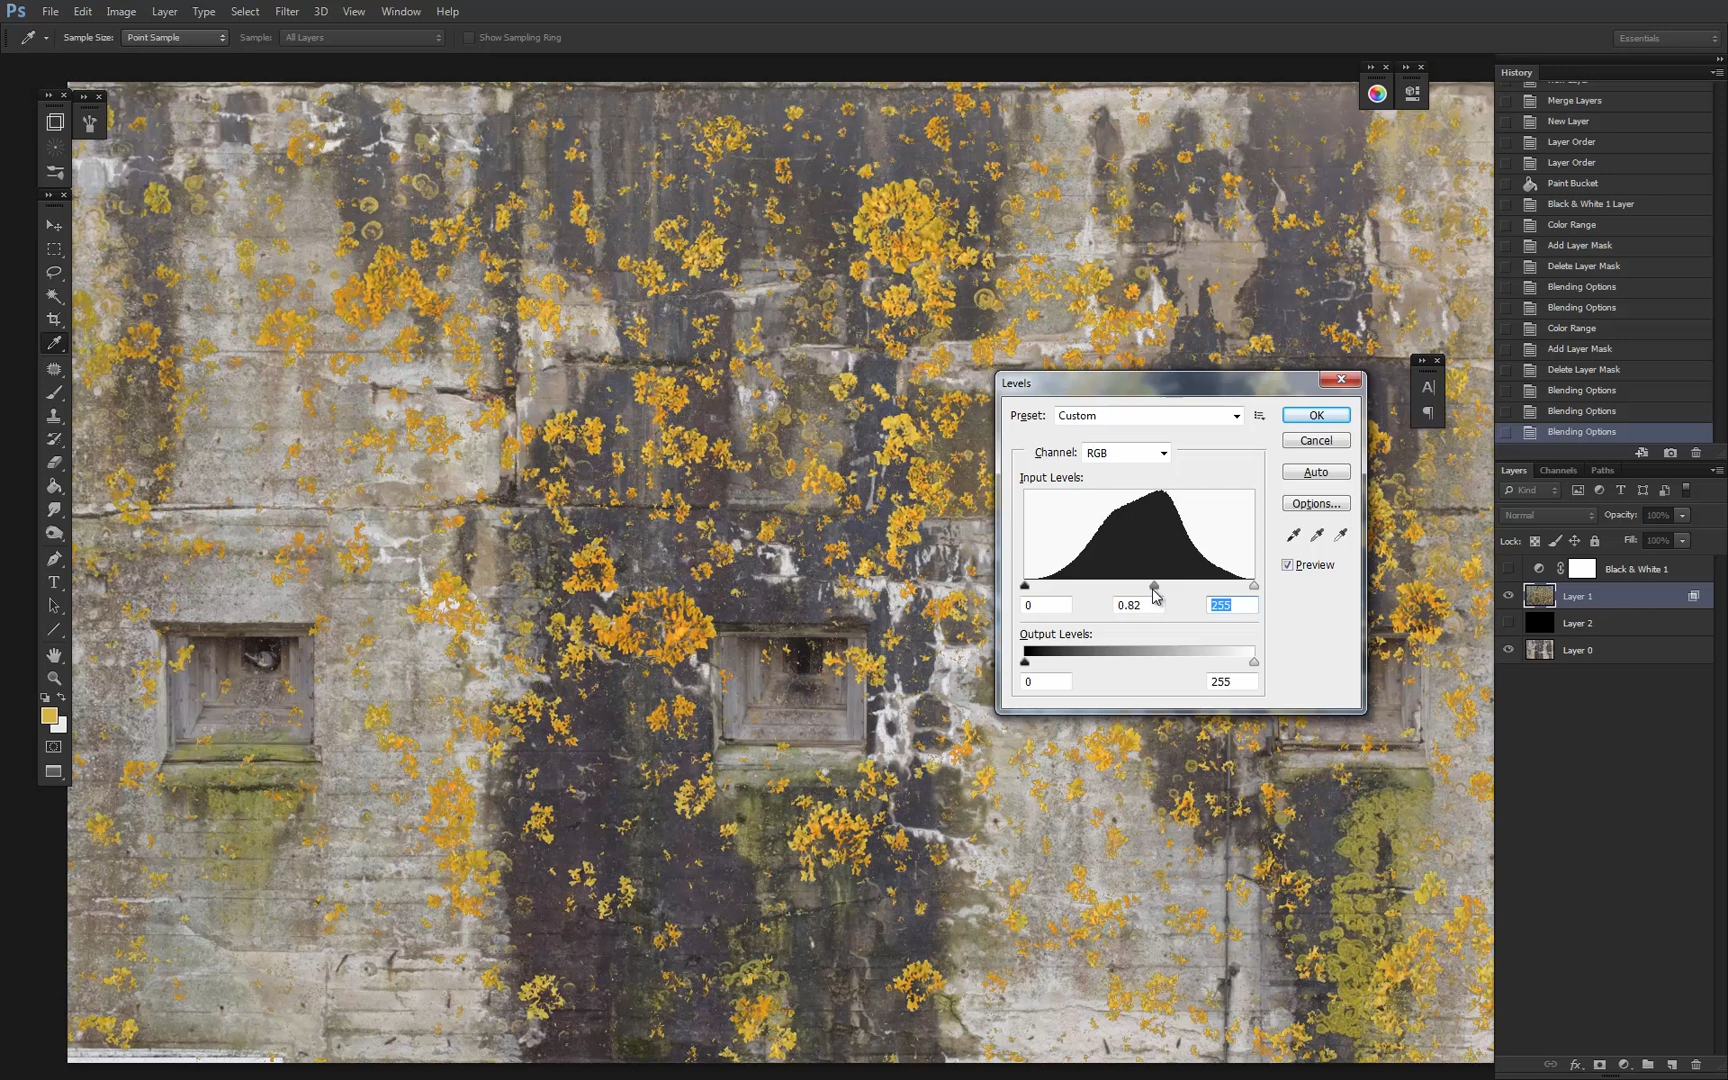 Ps File Edit Image Layer Type Select Filter 3D View Window Help
Sample Size: Point Sample Sample: All Layers Show Sampling Ring Essentials
History
Merge Layers
New Layer
Layer Order
Layer Order
Paint Bucket
Black & White 1 Layer
Color Range
Add Layer Mask
Delete Layer Mask
Blending Options
Blending Options
Color Range
Add Layer Mask
Delete Layer Mask
Blending Options
Blending Options
Blending Options
Levels
Preset: Custom OK
Cancel
Channel: RGB
Auto
Input Levels:
Options...
Preview
0 0.82 255
Output Levels:
0 255
A
Layers Channels Paths
Kind
Normal Opacity: 100%
Lock: Fill: 100%
Black & White 1
Layer 1
Layer 2
Layer 0
T
T
fx